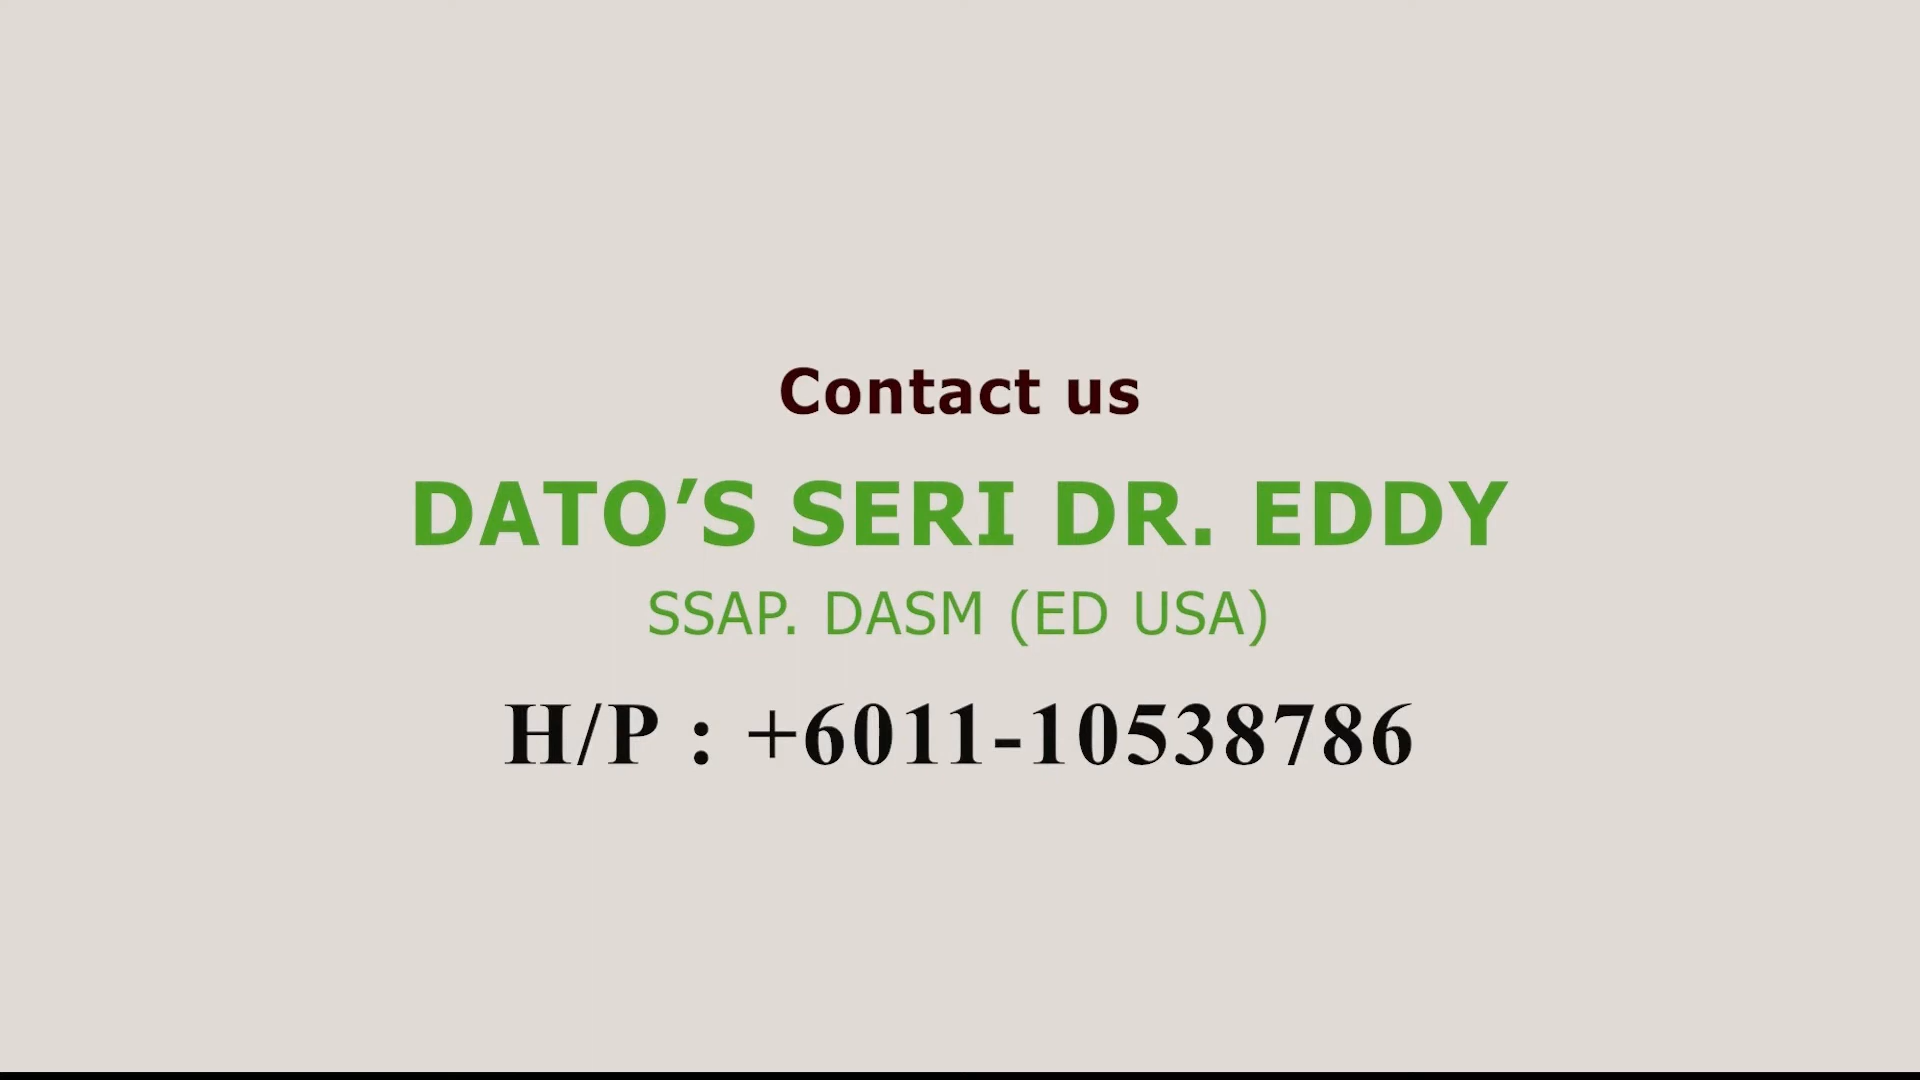 Contact us
DATO’S SERI DR. EDDY
SSAP. DASM (ED USA)
H/P : +6011-10538786